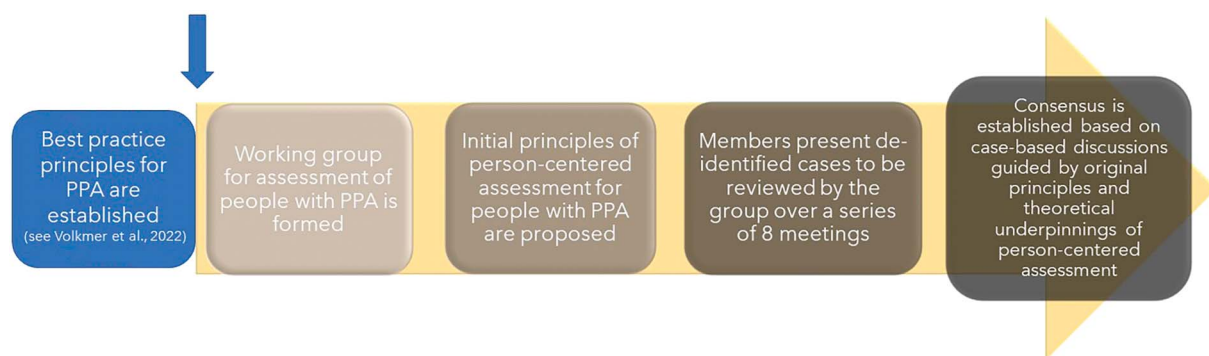 Best practice
principles for
PPA are
established
(see Volkmer et al., 2022)
Working group
for assessment of
people with PPA is
formed
Initial principles of
person-centered
assessment for
people with PPA
are proposed
Members present de-
identified cases to be
reviewed by the
group over a series
of 8 meetings
Consensus is
established based on
case-based discussions
guided by original
principles and
theoretical
underpinnings of
person-centered
assessment